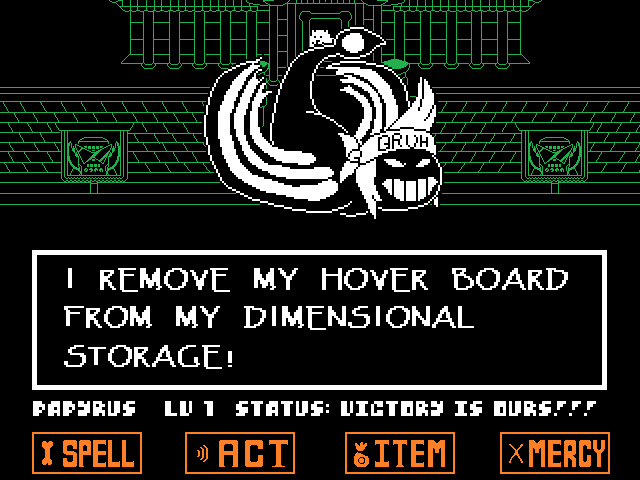 BRUH
I REMOVE MY HOVER BOARD
FROM MY DIMENSIONAL
STORAGE!
PAPYRUS LV 1 STATUS: VICTORY IS OURS!!!
SPELL ACT ITEM MERCY